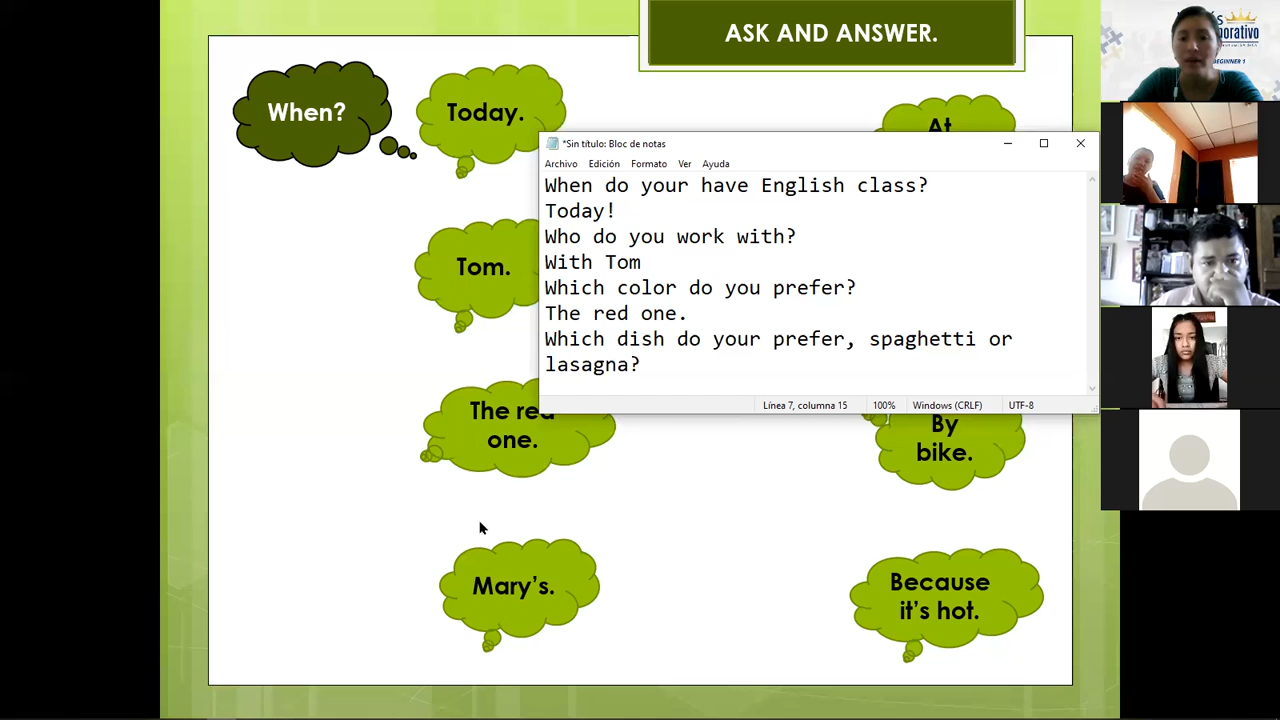 ASK AND ANSWER.
When?
Today.
At
*Sin título: Bloc de notas
Archivo Edición Formato Ver Ayuda
When do your have English class?
Today!
Who do you work with?
With Tom
Which color do you prefer?
The red one.
Which dish do your prefer, spaghetti or
lasagna?
Línea 7, columna 15 100% Windows (CRLF) UTF-8
Tom.
The red
one.
By
bike.
Mary's.
Because
it's hot.
BEGINNER 1